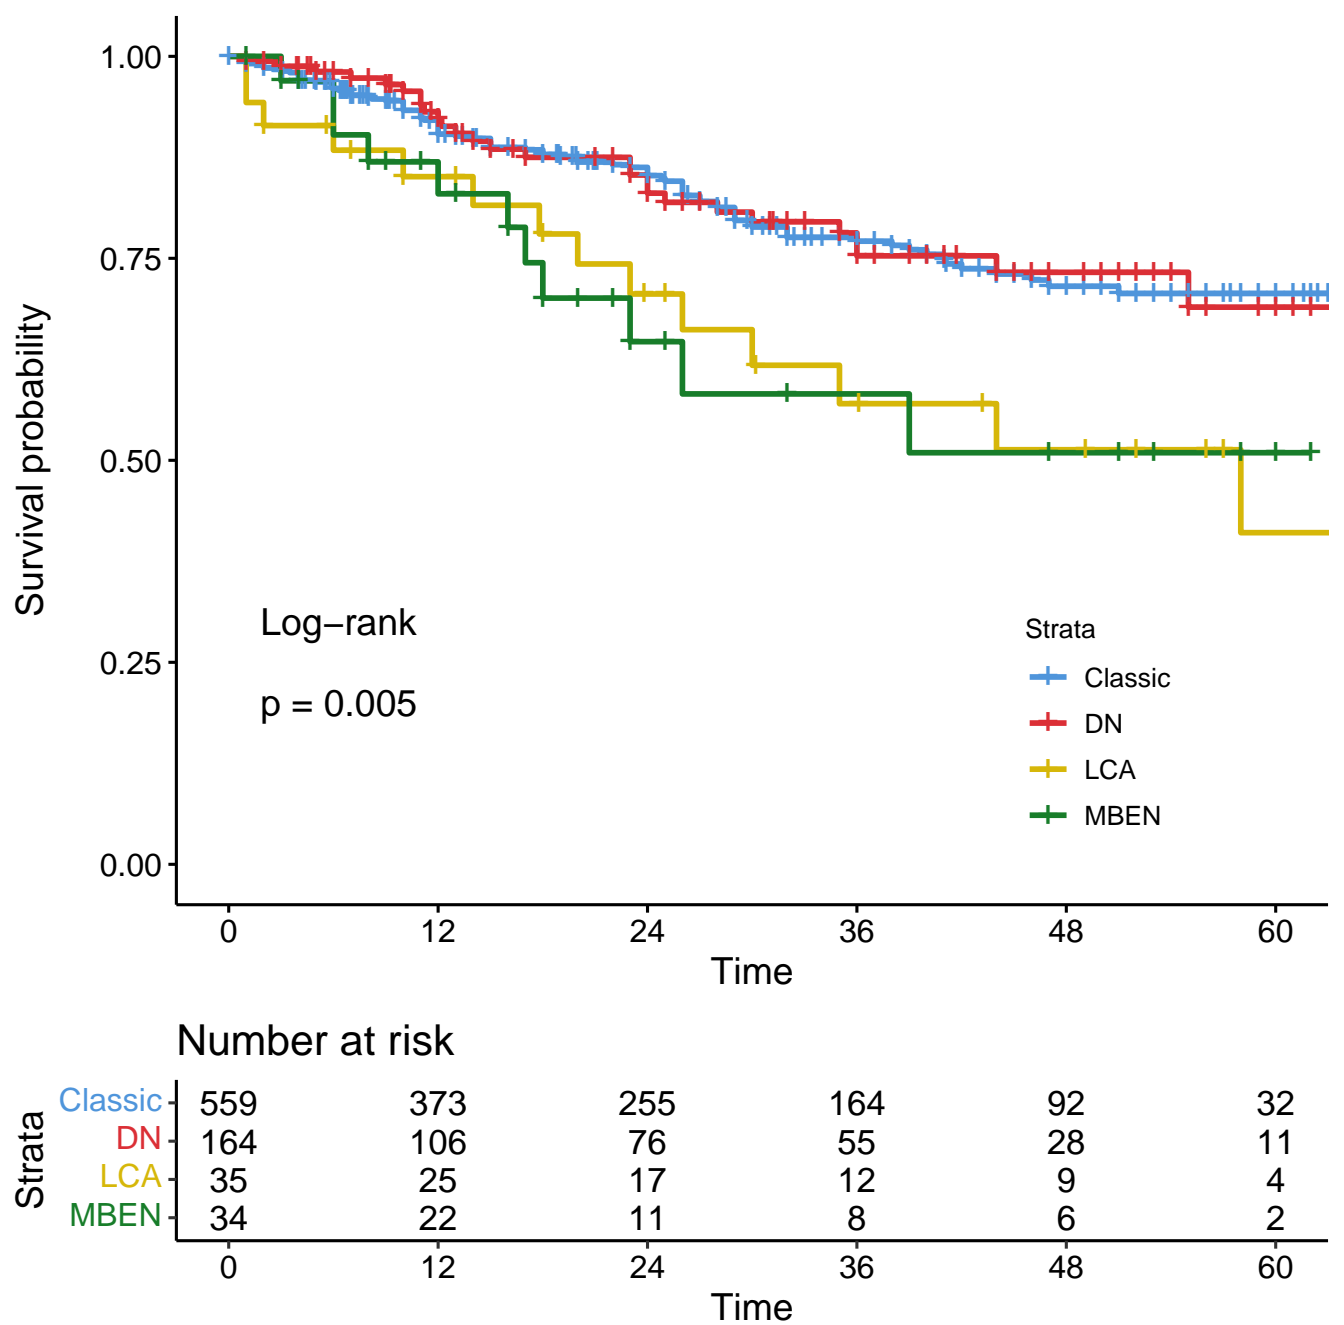 1.00
0.75
0.50
0.25
0.00
Survival probability
Log−rank
p = 0.005
Strata
Classic
DN
LCA
MBEN
0 12 24 36 48 60
Time
Number at risk
Strata
Classic 559 373 255 164 92 32
DN 164 106 76 55 28 11
LCA 35 25 17 12 9 4
MBEN 34 22 11 8 6 2
0 12 24 36 48 60
Time